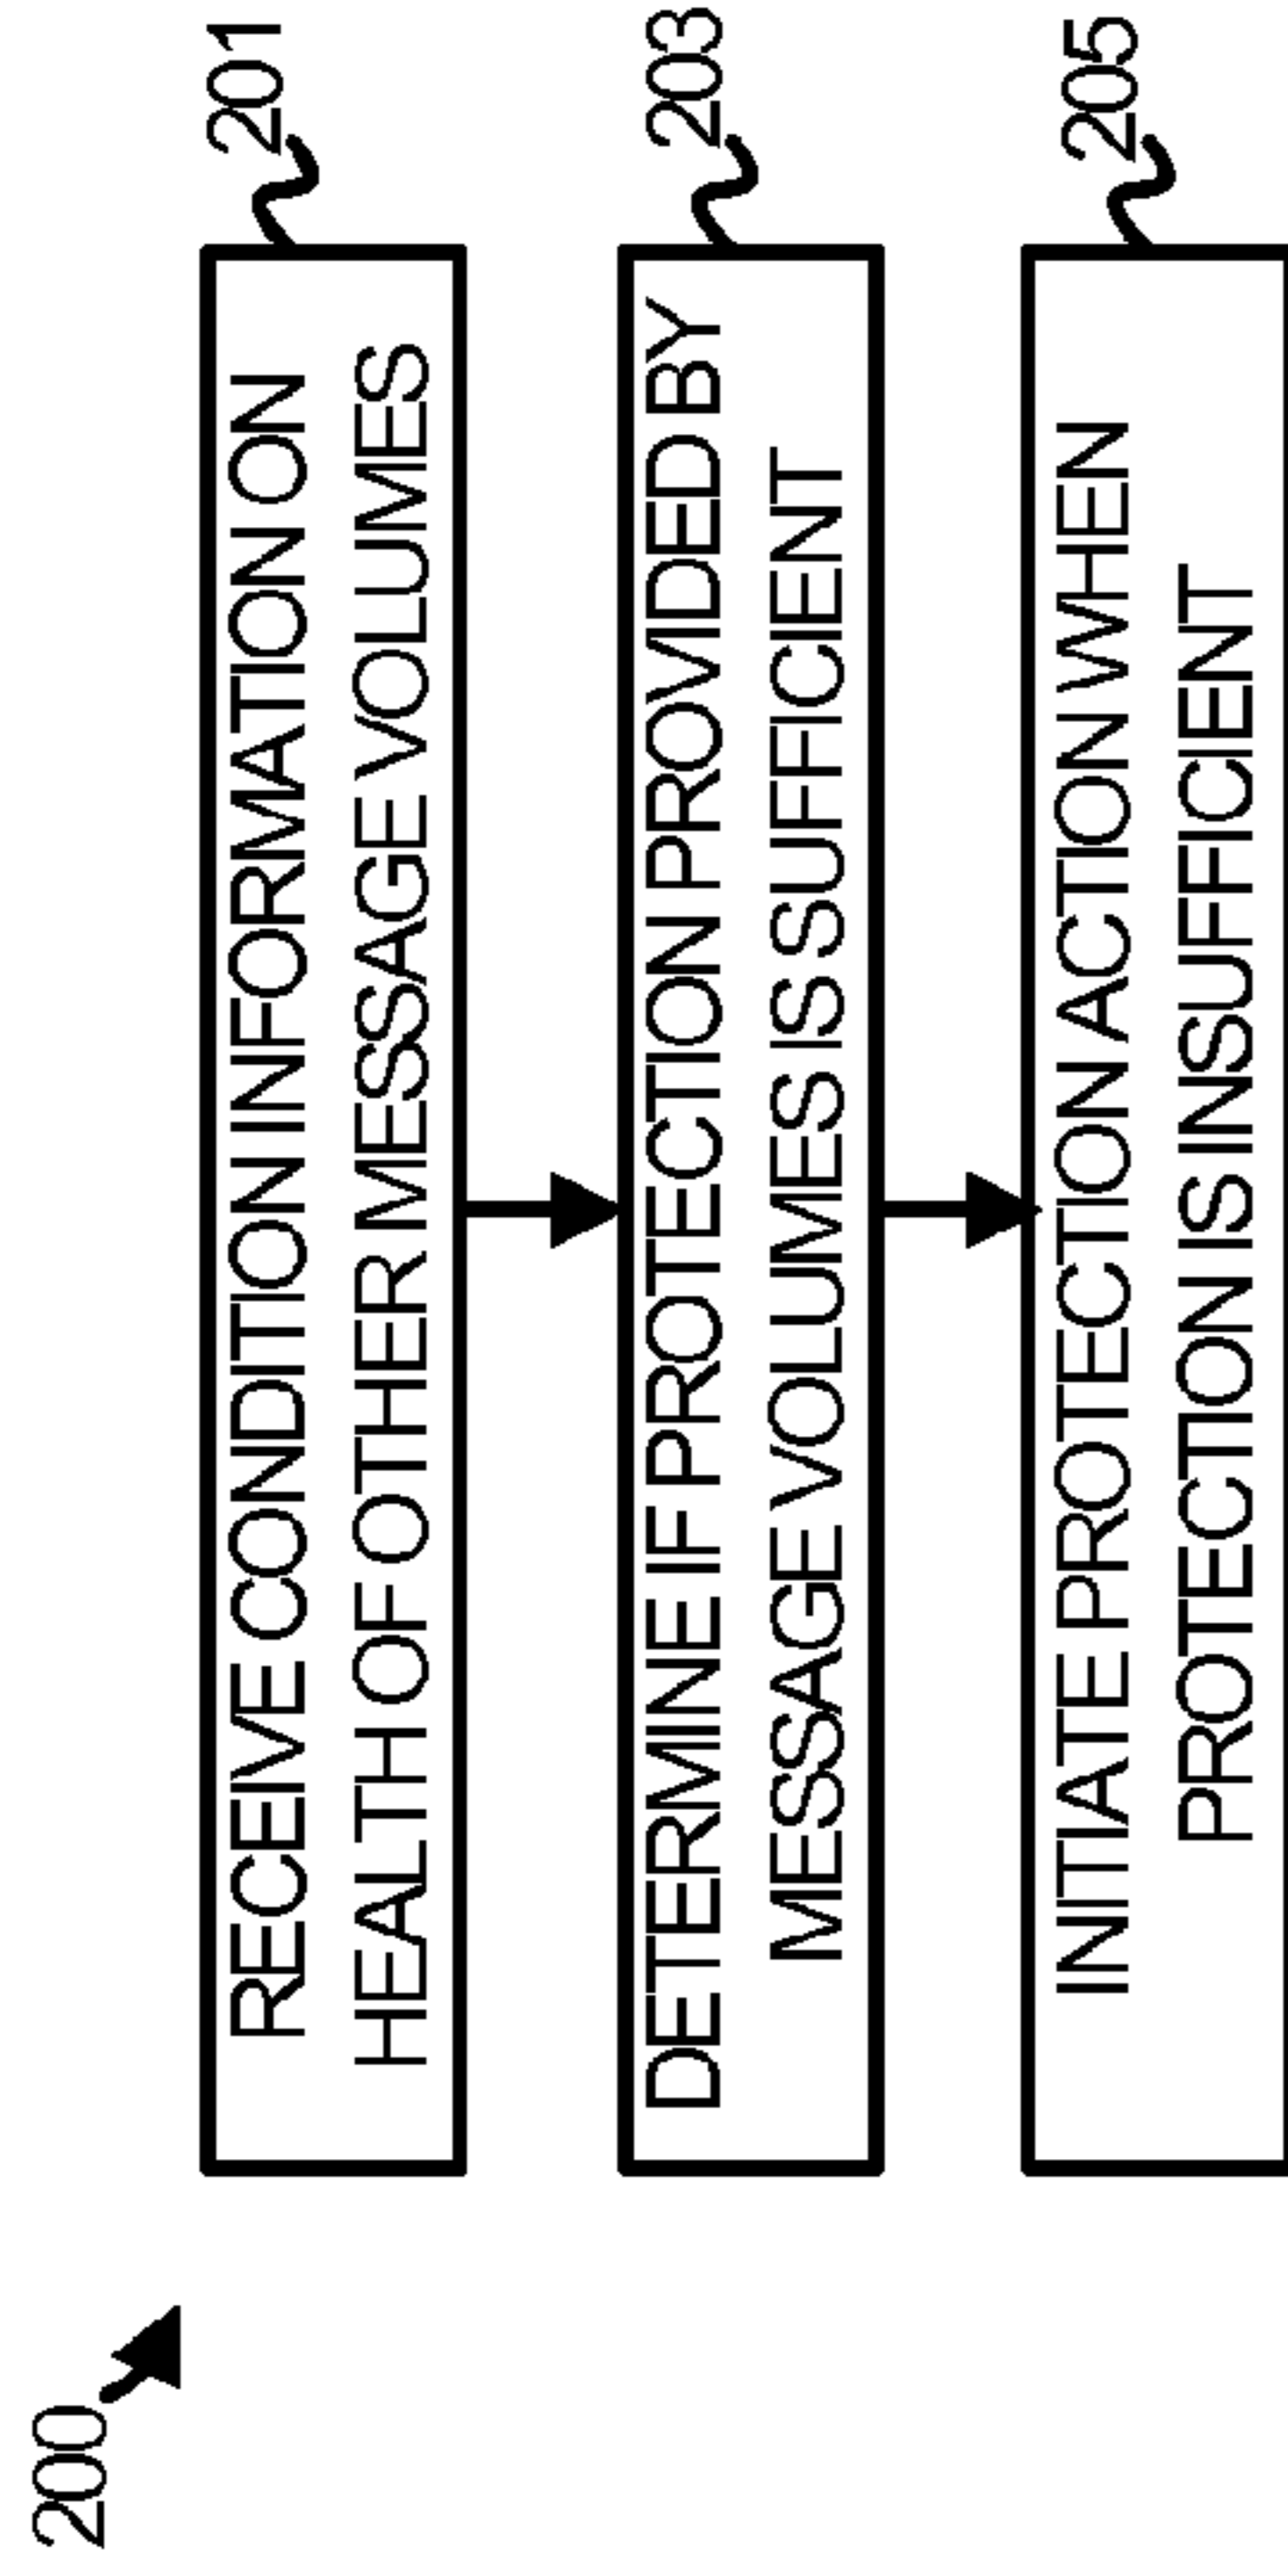 200
RECEIVE CONDITION INFORMATION ON
HEALTH OF OTHER MESSAGE VOLUMES
201
DETERMINE IF PROTECTION PROVIDED BY
MESSAGE VOLUMES IS SUFFICIENT
203
INITIATE PROTECTION ACTION WHEN
PROTECTION IS INSUFFICIENT
205